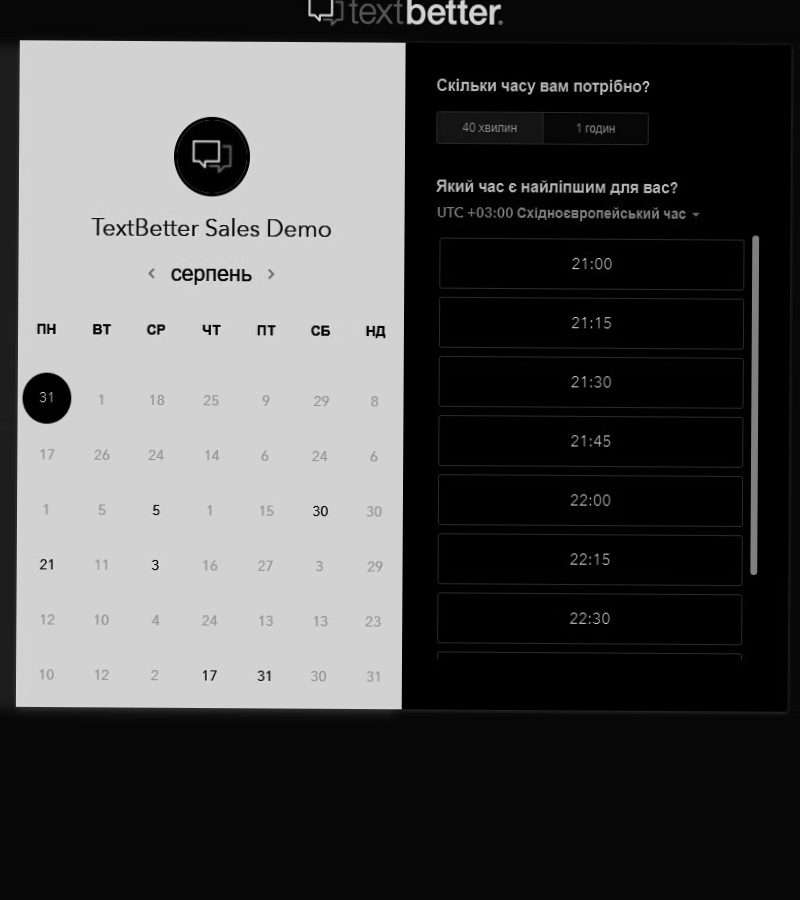 textbetter.
TextBetter Sales Demo
серпень
ПН ВТ СР ЧТ ПТ СБ НД
31 1 18 25 9 29 8
17 26 24 14 6 24 6
1 5 5 1 15 30 30
21 11 3 16 27 3 29
12 10 4 24 13 13 23
10 12 2 17 31 30 31
Скільки часу вам потрібно?
40 хвилин 1 годин
Який час є найліпшим для вас?
UTC +03:00 Східноєвропейський час
21:00
21:15
21:30
21:45
22:00
22:15
22:30